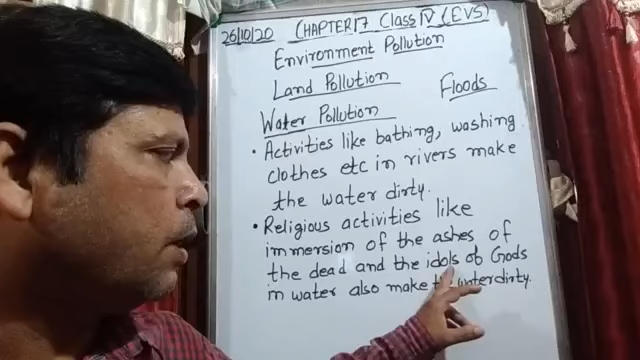 26/10/20 CHAPTER 17 Class IV (EVS)
Environment Pollution
Land Pollution
Floods
Water Pollution
• Activities like bathing, washing
clothes etc in rivers make
the water dirty.
• Religious activities like
immersion of the ashes of
the dead and the idols of Gods
in water also make the water dirty.